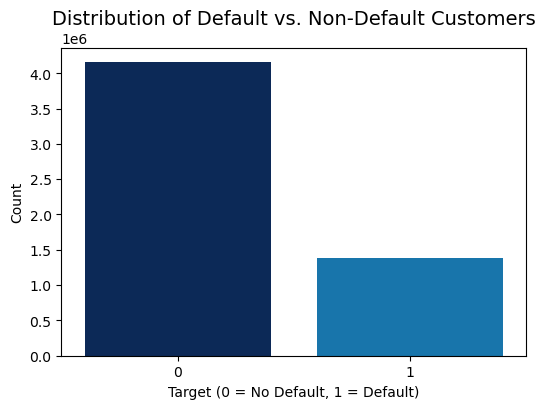 Distribution of Default vs. Non-Default Customers
1e6
4.0
3.5
3.0
2.5
2.0
1.5
1.0
0.5
0.0
Count
0 1
Target (0 = No Default, 1 = Default)